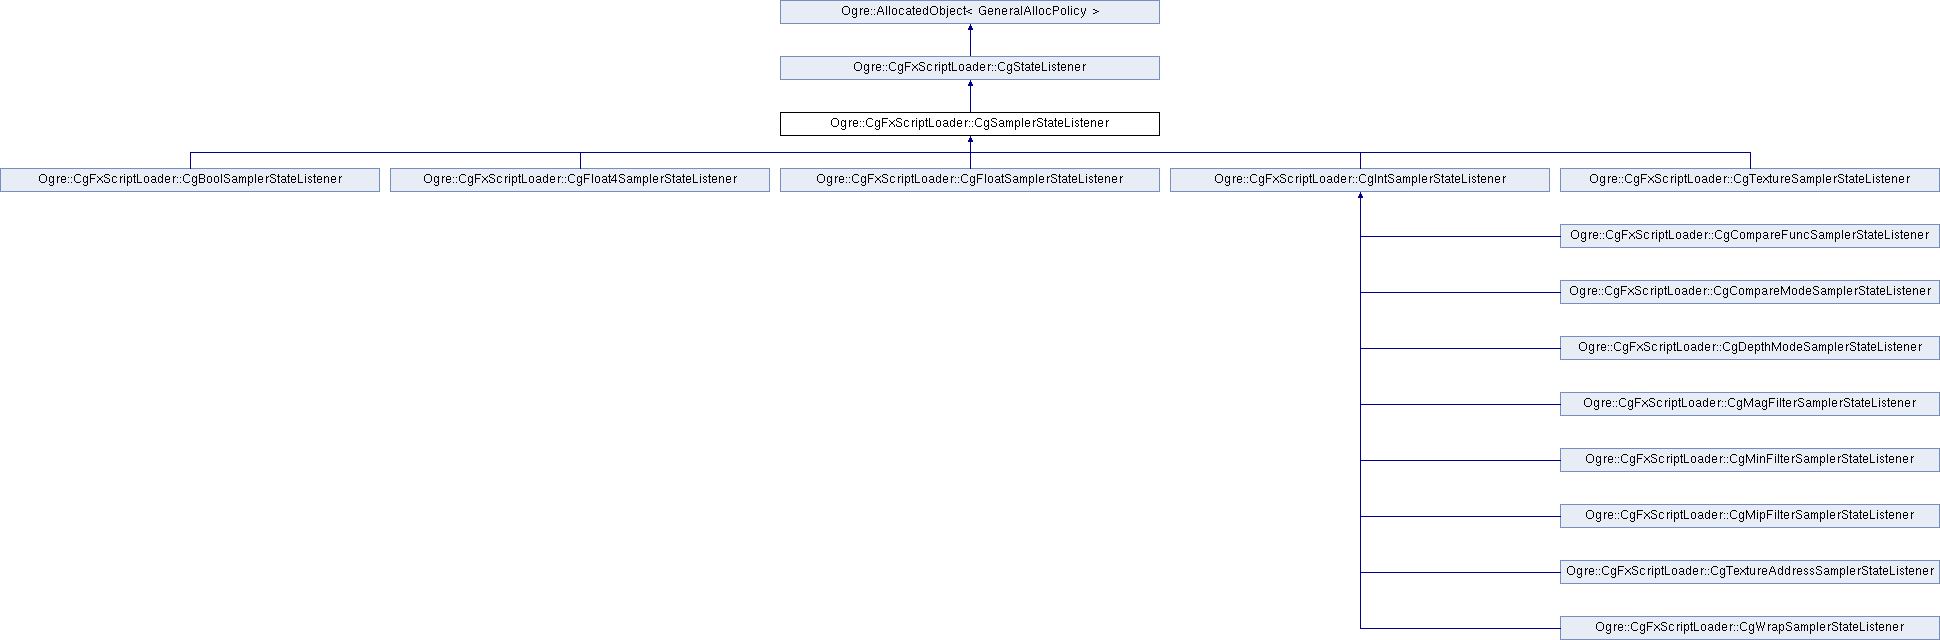 Ogre::AllocatedObject< GeneralAllocPolicy >
Ogre::CgFxScriptLoader::CgStateListener
Ogre::CgFxScriptLoader::CgSamplerStateListener
Ogre::CgFxScriptLoader::CgBoolSamplerStateListener
Ogre::CgFxScriptLoader::CgFloat4SamplerStateListener
Ogre::CgFxScriptLoader::CgFloatSamplerStateListener
Ogre::CgFxScriptLoader::CgIntSamplerStateListener
Ogre::CgFxScriptLoader::CgTextureSamplerStateListener
Ogre::CgFxScriptLoader::CgCompareFuncSamplerStateListener
Ogre::CgFxScriptLoader::CgCompareModeSamplerStateListener
Ogre::CgFxScriptLoader::CgDepthModeSamplerStateListener
Ogre::CgFxScriptLoader::CgMagFilterSamplerStateListener
Ogre::CgFxScriptLoader::CgMinFilterSamplerStateListener
Ogre::CgFxScriptLoader::CgMipFilterSamplerStateListener
Ogre::CgFxScriptLoader::CgTextureAddressSamplerStateListener
Ogre::CgFxScriptLoader::CgWrapSamplerStateListener